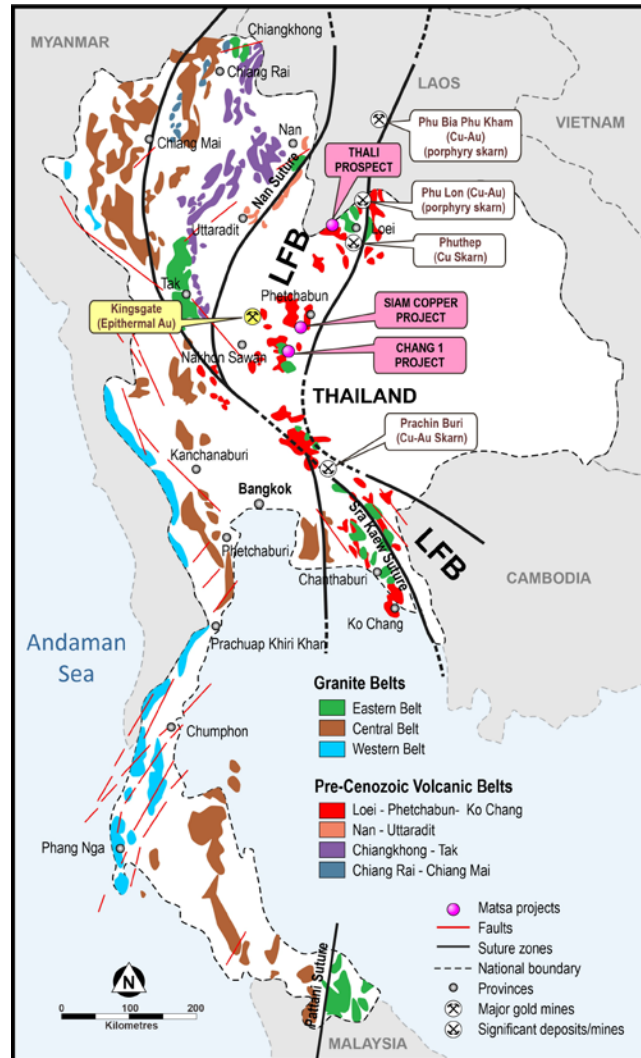 MYANMAR
Chiangkhong
Chiang Rai
LAOS
VIETNAM
Chiang Mai
Nan
THALI
PROSPECT
Phu Bia Phu Kham
(Cu-Au)
(porphyry skarn)
Nan Suture
Phu Lon (Cu-Au)
(porphyry skarn)
Uttaradit
LFB
Loei
Phuthep
(Cu Skarn)
Tak
Kingsgate
(Epithermal Au)
Phetchabun
SIAM COPPER
PROJECT
Nakhon Sawan
CHANG 1
PROJECT
THAILAND
Prachin Buri
(Cu-Au Skarn)
Kanchanaburi
Bangkok
Sra Kaew Suture
LFB
Phetchaburi
Chanthaburi
CAMBODIA
Ko Chang
Andaman
Sea
Prachuap Khiri Khan
Chumphon
Phang Nga
Pattani Suture
MALAYSIA
Granite Belts
Eastern Belt
Central Belt
Western Belt
Pre-Cenozoic Volcanic Belts
Loei - Phetchabun- Ko Chang
Nan - Uttaradit
Chiangkhong - Tak
Chiang Rai - Chiang Mai
Matsa projects
Faults
Suture zones
National boundary
Provinces
Major gold mines
Significant deposits/mines
N
0 100 200
Kilometres